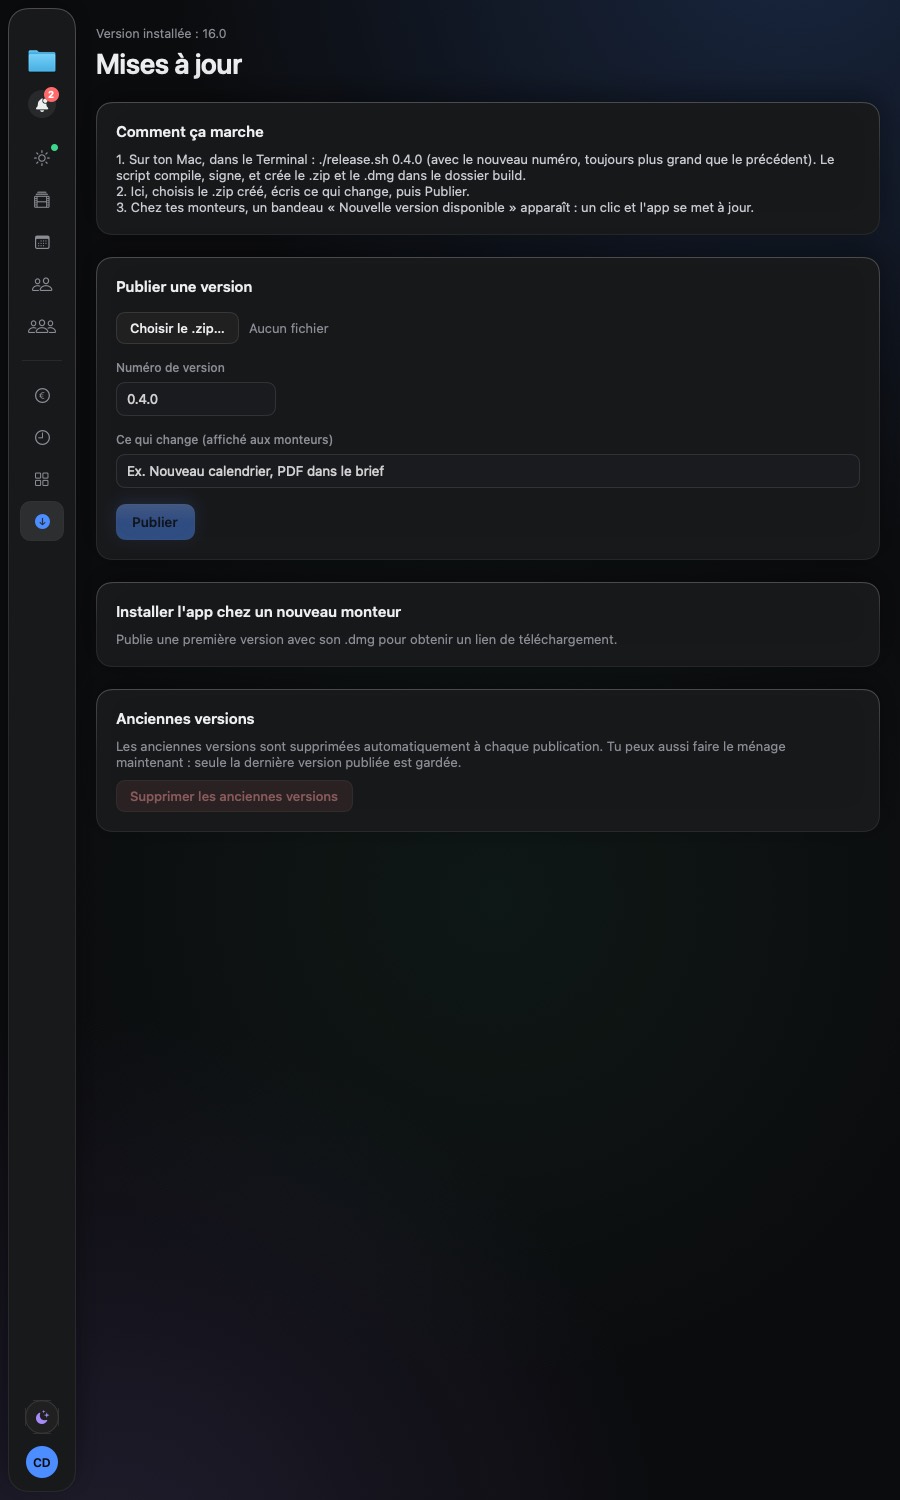 Version installée : 16.0
Mises à jour
2
Comment ça marche
1. Sur ton Mac, dans le Terminal : ./release.sh 0.4.0 (avec le nouveau numéro, toujours plus grand que le précédent). Le
script compile, signe, et crée le .zip et le .dmg dans le dossier build.
2. Ici, choisis le .zip créé, écris ce qui change, puis Publier.
3. Chez tes monteurs, un bandeau « Nouvelle version disponible » apparaît : un clic et l'app se met à jour.
Publier une version
Choisir le .zip... Aucun fichier
Numéro de version
0.4.0
Ce qui change (affiché aux monteurs)
Ex. Nouveau calendrier, PDF dans le brief
Publier
Installer l'app chez un nouveau monteur
Publie une première version avec son .dmg pour obtenir un lien de téléchargement.
Anciennes versions
Les anciennes versions sont supprimées automatiquement à chaque publication. Tu peux aussi faire le ménage
maintenant : seule la dernière version publiée est gardée.
Supprimer les anciennes versions
CD